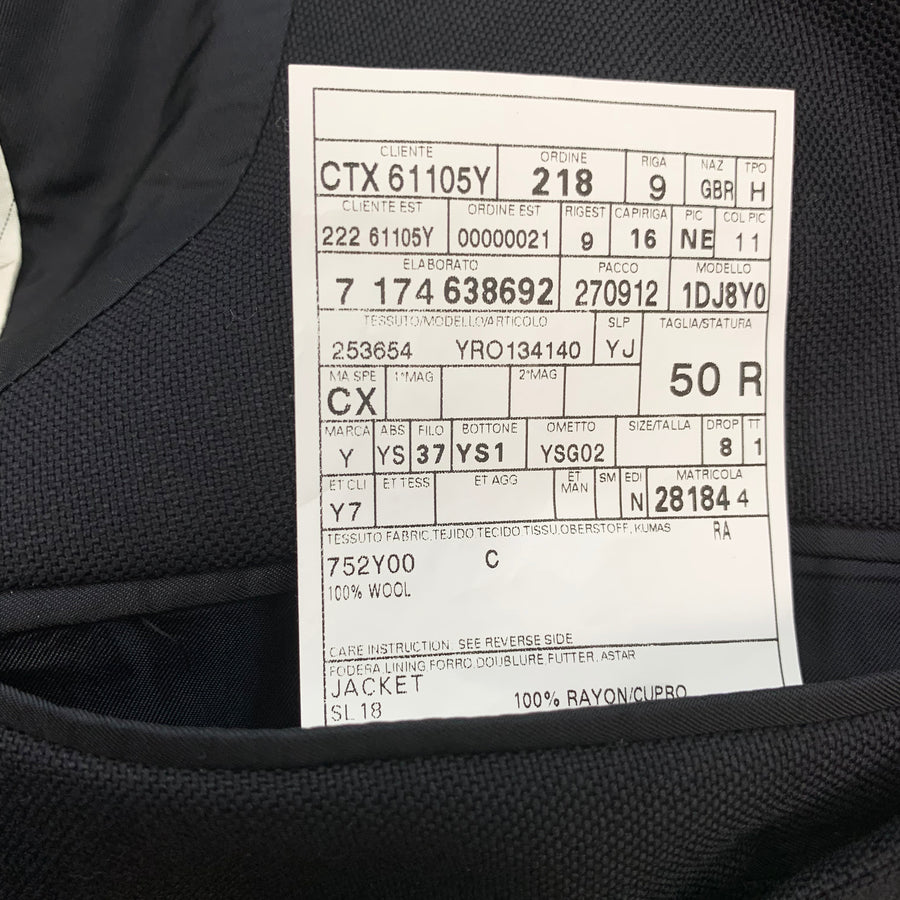 CLIENTE ORDINE RIGA NAZ TPO
CTX 61105Y 218 9 GBR H
CLIENTE EST ORDINE EST RIGEST CAPIRIGA PIC COL PIC
222 61105Y 00000021 9 16 NE 11
ELABORATO PACCO MODELLO
7 174 638692 270912 1DJ8Y0
TESSUTO/MODELLO/ARTICOLO SLP TAGLIA/STATURA
253654 YRO134140 YJ 50 R
MA SPE 1°MAG 2°MAG
CX
MARCA ABS FILO BOTTONE OMETTO SIZE/TALLA DROP TT
Y YS 37 YS1 YSG02 8 1
ET CLI ET TESS ET AGG ET MAN SM EDI MATRICOLA
Y7 N 28184 4
TESSUTO FABRIC,TEJIDO TECIDO TISSU,OBERSTOFF,KUMAS RA
752Y00 C
100% WOOL
CARE INSTRUCTION SEE REVERSE SIDE
FODERA LINING FORRO,DOUBLURE FUTTER, ASTAR
JACKET 100% RAYON/CUPRO
SL 18